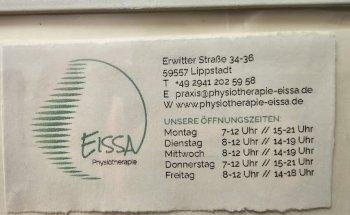 EISSA
Physiotherapie
Erwitter Straße 34-36
59557 Lippstadt
T +49 2941 202 59 58
E praxis@physiotherapie-eissa.de
W www.physiotherapie-eissa.de
UNSERE ÖFFNUNGSZEITEN:
Montag 7-12 Uhr // 15-21 Uhr
Dienstag 8-12 Uhr // 14-19 Uhr
Mittwoch 8-12 Uhr // 14-19 Uhr
Donnerstag 7-12 Uhr // 15-21 Uhr
Freitag 8-12 Uhr // 14-18 Uhr